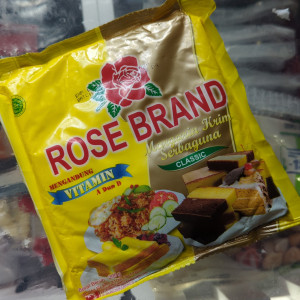 ROSE BRAND
Margarin Krim
Serbaguna
CLASSIC
MENGANDUNG
VITAMIN
A Dan D